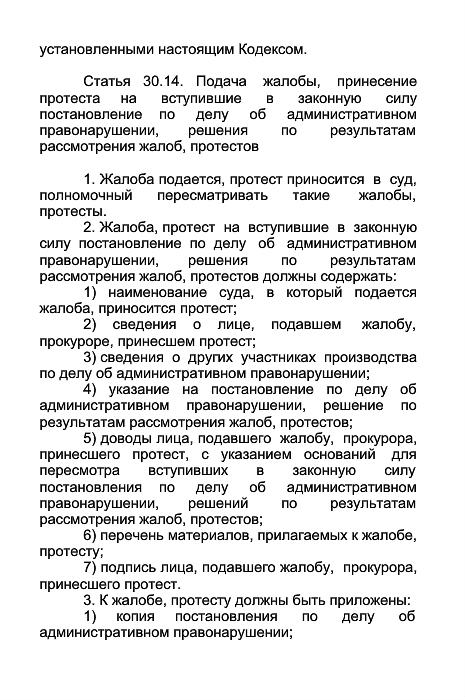 установленными настоящим Кодексом.
Статья 30.14. Подача жалобы, принесение
протеста на вступившие в законную силу
постановление по делу об административном
правонарушении, решения по результатам
рассмотрения жалоб, протестов
1. Жалоба подается, протест приносится в суд,
полномочный пересматривать такие жалобы,
протесты.
2. Жалоба, протест на вступившие в законную
силу постановление по делу об административном
правонарушении, решения по результатам
рассмотрения жалоб, протестов должны содержать:
1) наименование суда, в который подается
жалоба, приносится протест;
2) сведения о лице, подавшем жалобу,
прокуроре, принесшем протест;
3) сведения о других участниках производства
по делу об административном правонарушении;
4) указание на постановление по делу об
административном правонарушении, решение по
результатам рассмотрения жалоб, протестов;
5) доводы лица, подавшего жалобу, прокурора,
принесшего протест, с указанием оснований для
пересмотра вступивших в законную силу
постановления по делу об административном
правонарушении, решений по результатам
рассмотрения жалоб, протестов;
6) перечень материалов, прилагаемых к жалобе,
протесту;
7) подпись лица, подавшего жалобу, прокурора,
принесшего протест.
3. К жалобе, протесту должны быть приложены:
1) копия постановления по делу об
административном правонарушении;